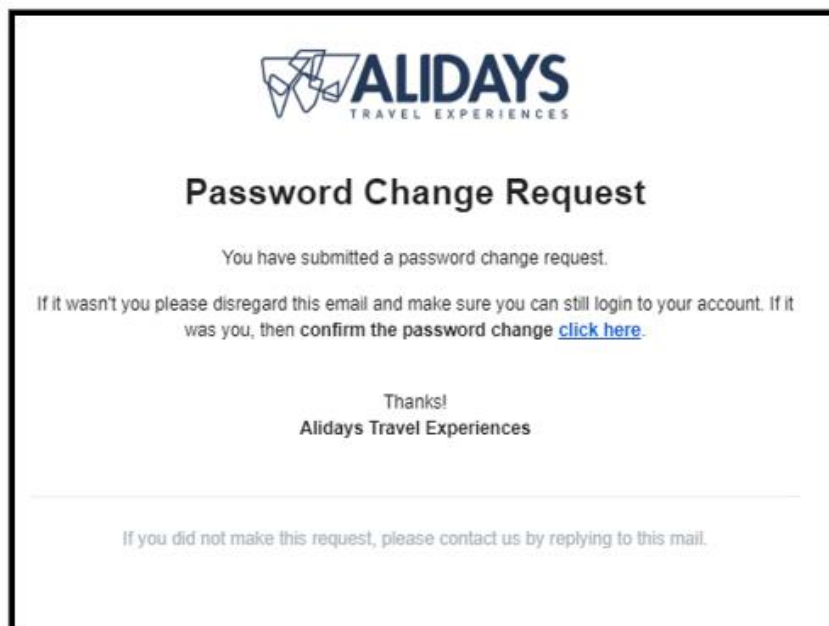 ALIDAYS
TRAVEL EXPERIENCES
Password Change Request
You have submitted a password change request.
If it wasn't you please disregard this email and make sure you can still login to your account. If it
was you, then confirm the password change click here.
Thanks!
Alidays Travel Experiences
If you did not make this request, please contact us by replying to this mail.